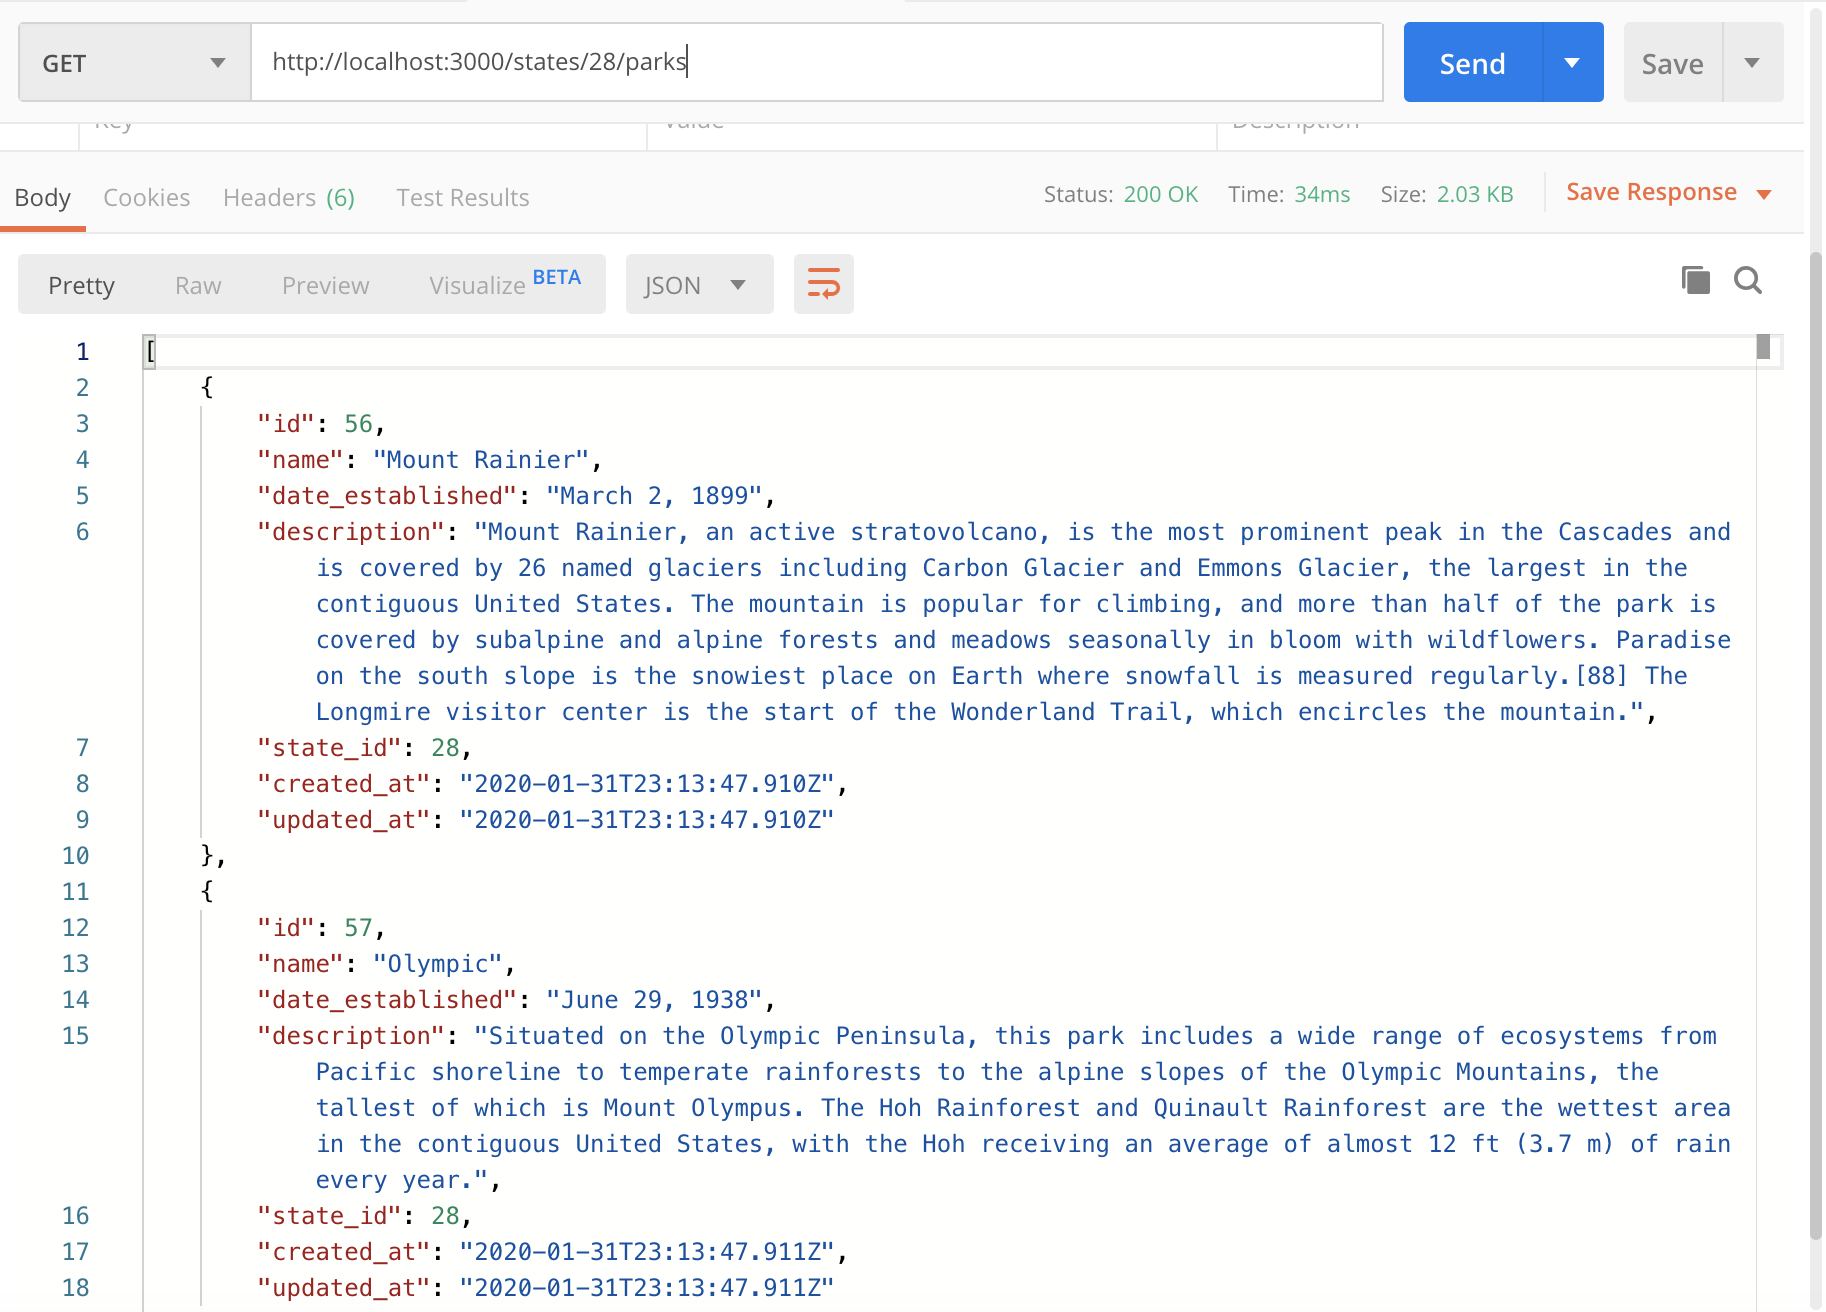 GET http://localhost:3000/states/28/parks Send Save
Key Value Description
Body Cookies Headers (6) Test Results Status: 200 OK Time: 34ms Size: 2.03 KB Save Response
Pretty Raw Preview Visualize BETA JSON
1 [
2 {
3 "id": 56,
4 "name": "Mount Rainier",
5 "date_established": "March 2, 1899",
6 "description": "Mount Rainier, an active stratovolcano, is the most prominent peak in the Cascades and
is covered by 26 named glaciers including Carbon Glacier and Emmons Glacier, the largest in the
contiguous United States. The mountain is popular for climbing, and more than half of the park is
covered by subalpine and alpine forests and meadows seasonally in bloom with wildflowers. Paradise
on the south slope is the snowiest place on Earth where snowfall is measured regularly.[88] The
Longmire visitor center is the start of the Wonderland Trail, which encircles the mountain.",
7 "state_id": 28,
8 "created_at": "2020-01-31T23:13:47.910Z",
9 "updated_at": "2020-01-31T23:13:47.910Z"
10 },
11 {
12 "id": 57,
13 "name": "Olympic",
14 "date_established": "June 29, 1938",
15 "description": "Situated on the Olympic Peninsula, this park includes a wide range of ecosystems from
Pacific shoreline to temperate rainforests to the alpine slopes of the Olympic Mountains, the
tallest of which is Mount Olympus. The Hoh Rainforest and Quinault Rainforest are the wettest area
in the contiguous United States, with the Hoh receiving an average of almost 12 ft (3.7 m) of rain
every year.",
16 "state_id": 28,
17 "created_at": "2020-01-31T23:13:47.911Z",
18 "updated_at": "2020-01-31T23:13:47.911Z"